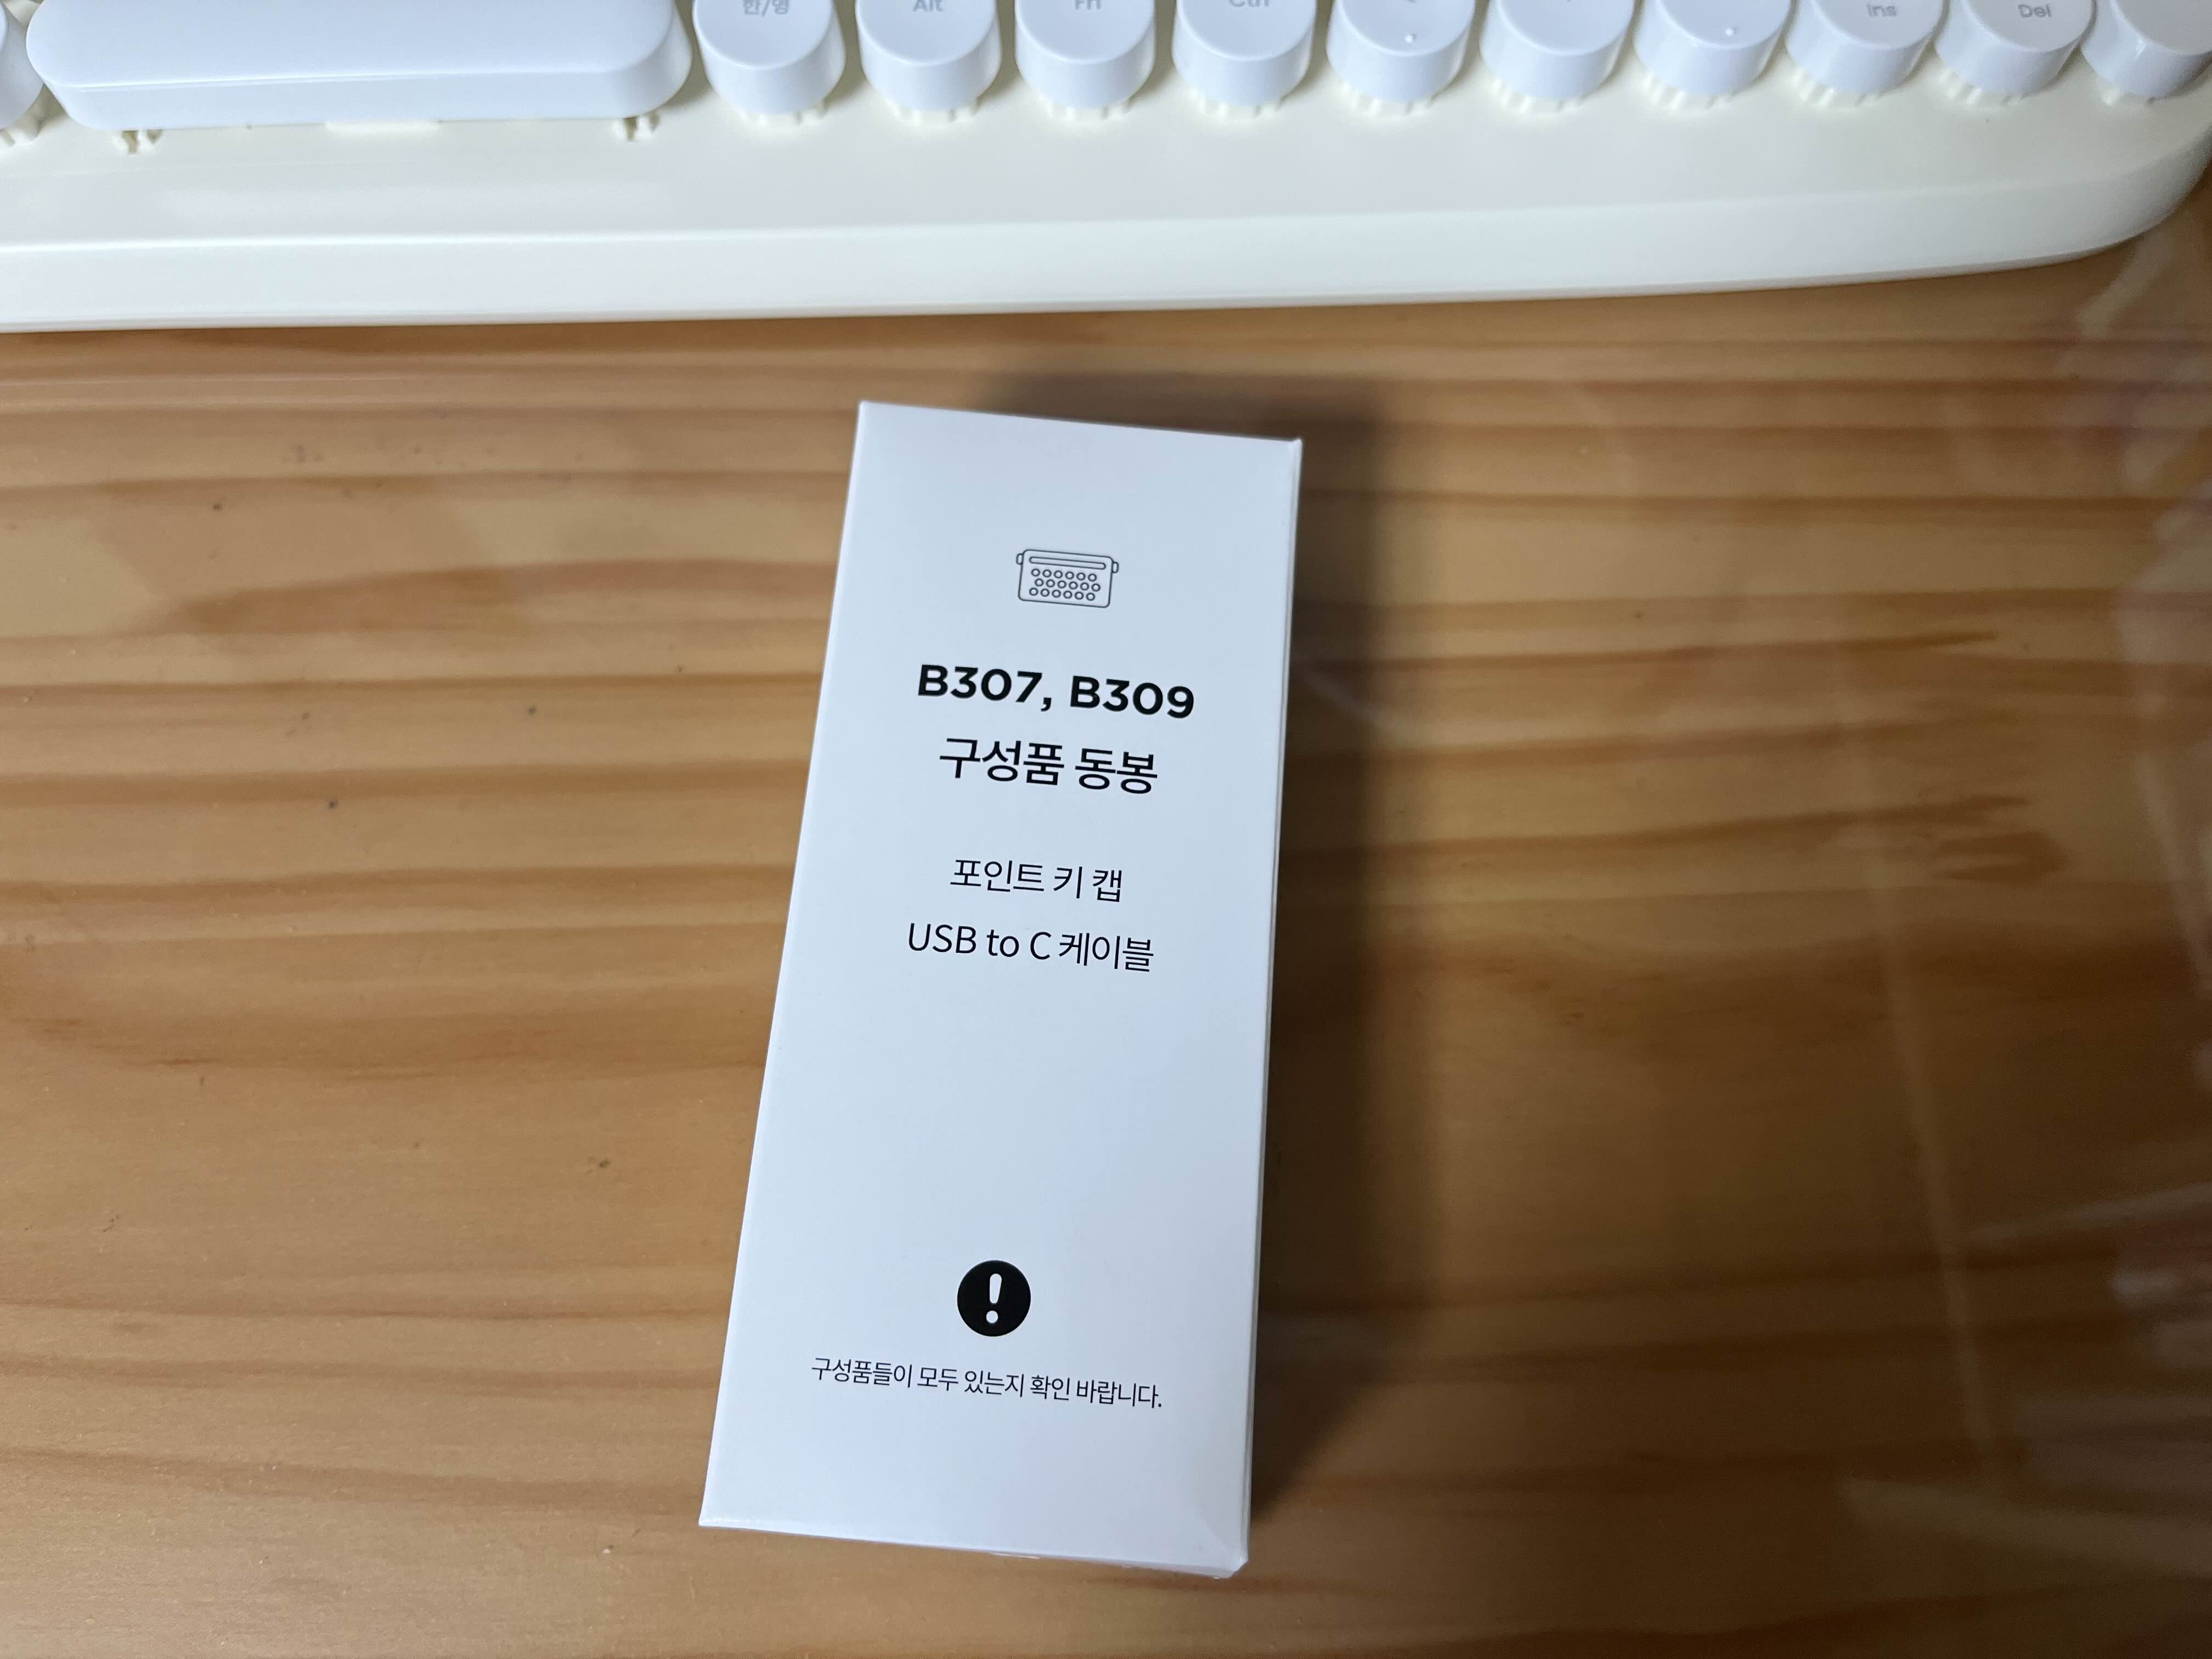 한/영 Alt Fn Ctrl Ins Del
B307, B309
구성품 동봉
포인트 키 캡
USB to C 케이블
구성품들이 모두 있는지 확인 바랍니다.